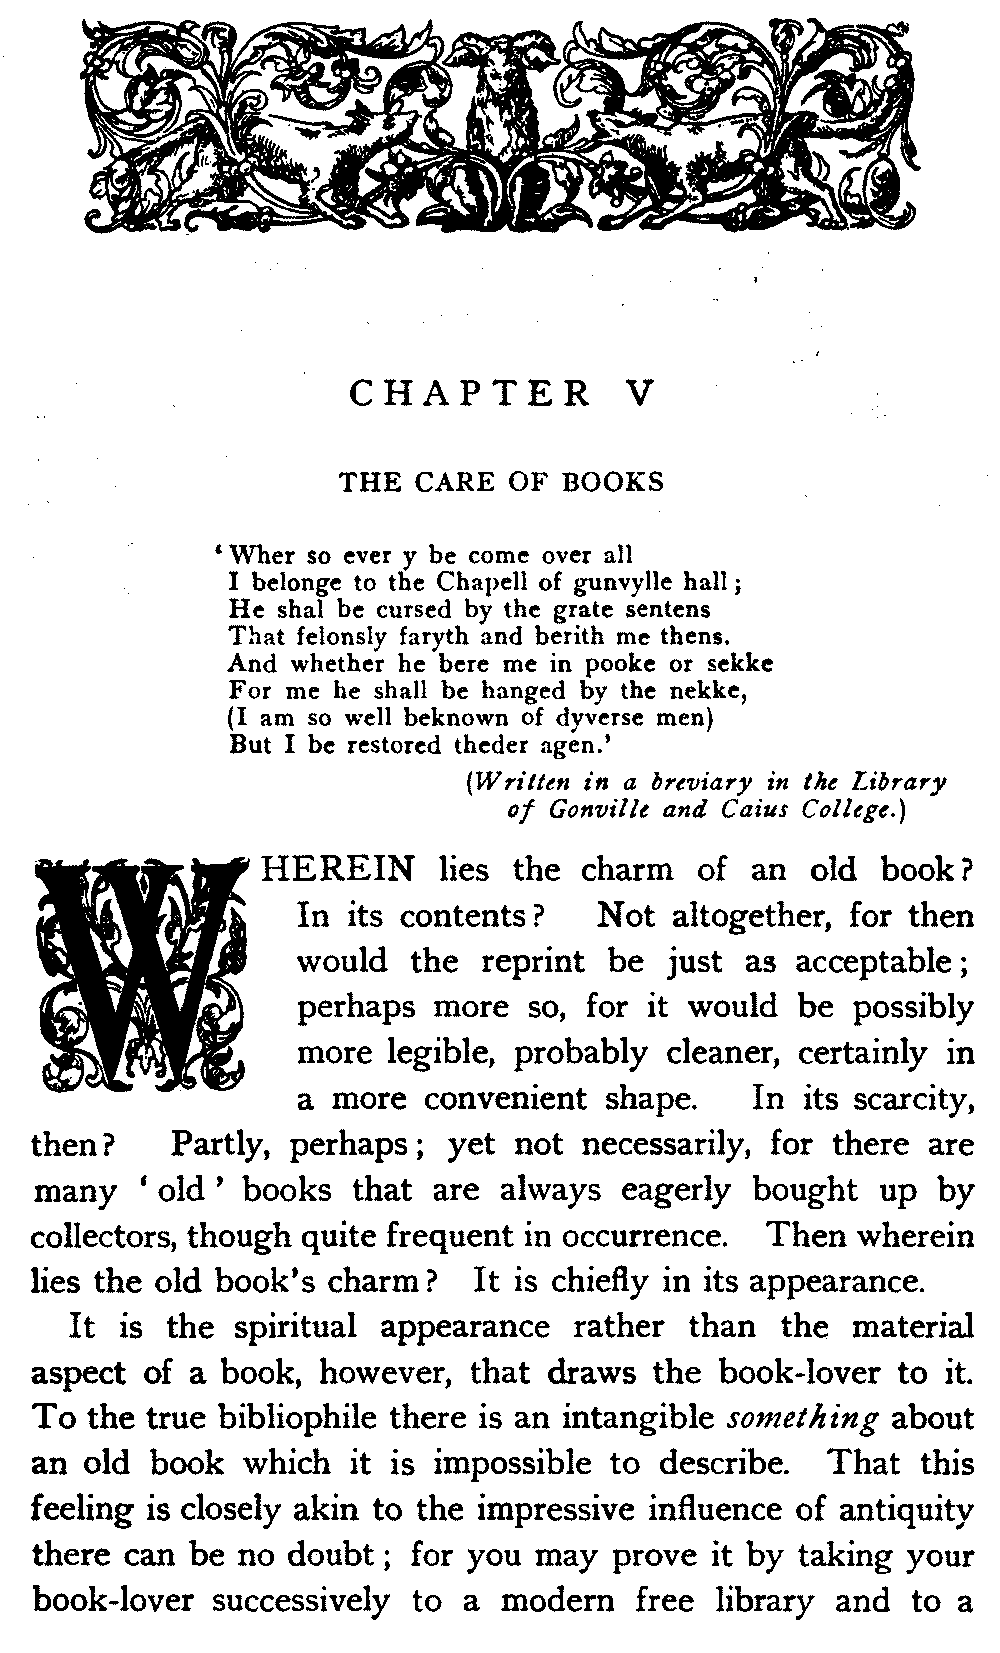 CHAPTER V
THE CARE OF BOOKS
‘Wher so ever y be come over all
I belonge to the Chapell of gunvylle hall;
He shal be cursed by the grate sentens
That felonsly faryth and berith me thens.
And whether he bere me in pooke or sekke
For me he shall be hanged by the nekke,
(I am so well beknown of dyverse men)
But I be restored theder agen.’
(Written in a breviary in the Library
of Gonville and Caius College.)
WHEREIN lies the charm of an old book?
In its contents? Not altogether, for then
would the reprint be just as acceptable;
perhaps more so, for it would be possibly
more legible, probably cleaner, certainly in
a more convenient shape. In its scarcity,
then? Partly, perhaps; yet not necessarily, for there are
many ‘old’ books that are always eagerly bought up by
collectors, though quite frequent in occurrence. Then wherein
lies the old book's charm? It is chiefly in its appearance.
It is the spiritual appearance rather than the material
aspect of a book, however, that draws the book-lover to it.
To the true bibliophile there is an intangible something about
an old book which it is impossible to describe. That this
feeling is closely akin to the impressive influence of antiquity
there can be no doubt; for you may prove it by taking your
book-lover successively to a modern free library and to a